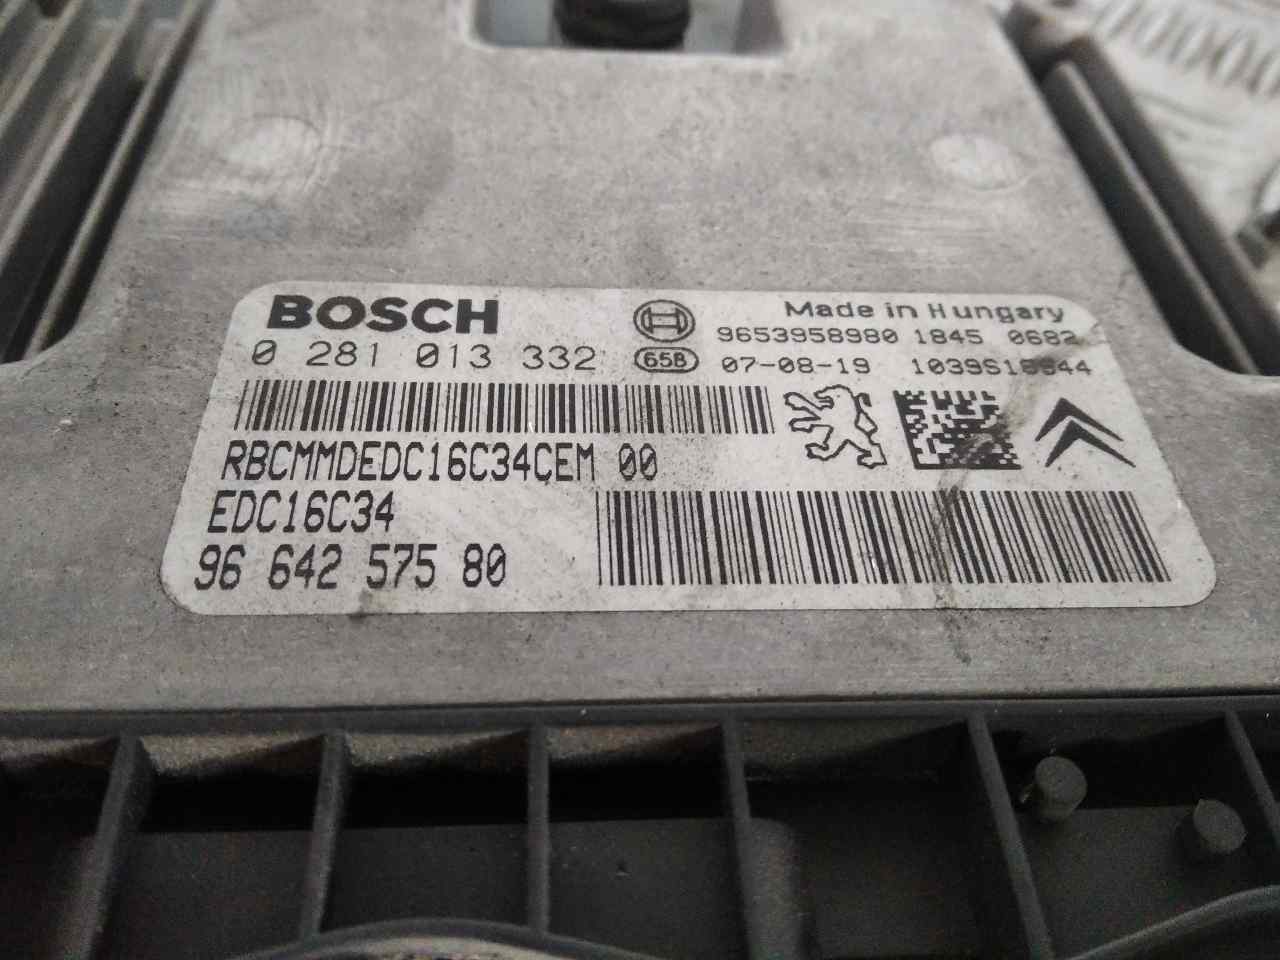 BOSCH
Made in Hungary
9653958980 1845 0682
0 281 013 332
65B
07-08-19
RBCMMDEDC16C34CEM 00
EDC16C34
96 642 575 80